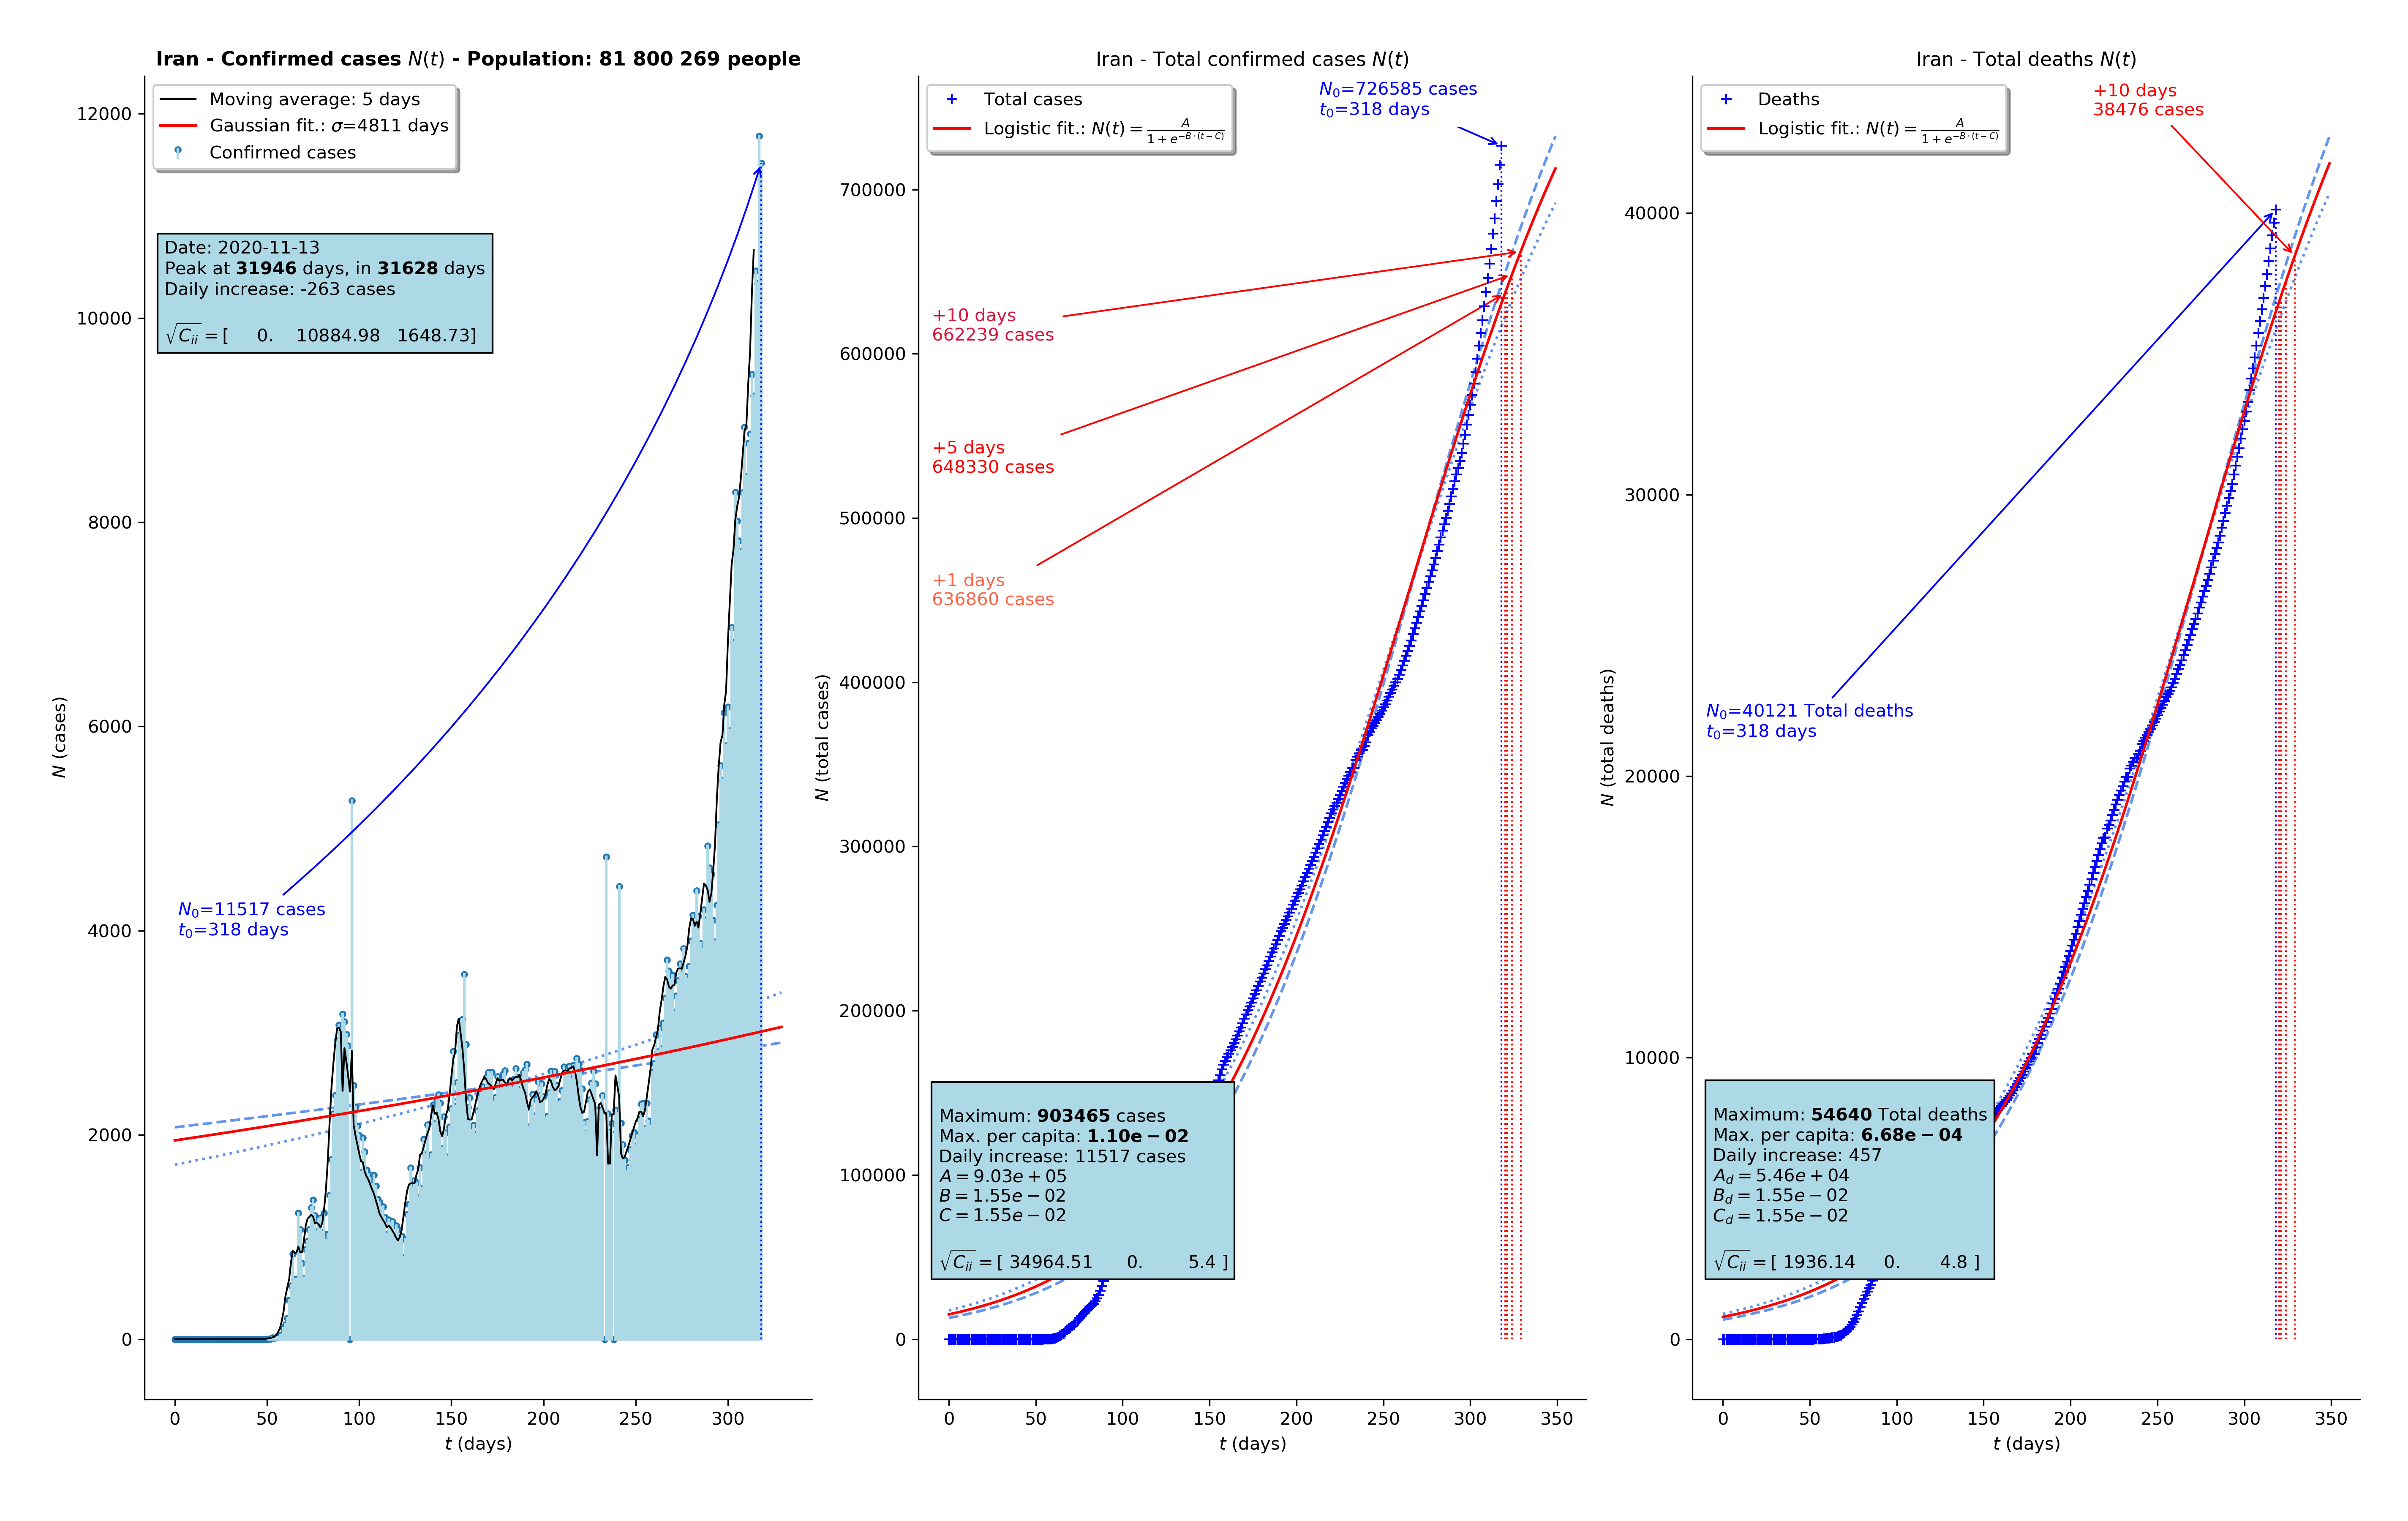 Iran - Confirmed cases N(t) - Population: 81 800 269 people
Moving average: 5 days
Gaussian fit.: σ=4811 days
Confirmed cases
Date: 2020-11-13
Peak at 31946 days, in 31628 days
Daily increase: -263 cases
√C_ii = [ 0. 10884.98 1648.73]
N₀=11517 cases
t₀=318 days
12000
10000
8000
6000
4000
2000
0
N (cases)
0 50 100 150 200 250 300
t (days)
Iran - Total confirmed cases N(t)
Total cases
Logistic fit.: N(t) = A / (1 + e^{-B·(t-C)})
N₀=726585 cases
t₀=318 days
+10 days
662239 cases
+5 days
648330 cases
+1 days
636860 cases
Maximum: 903465 cases
Max. per capita: 1.10e − 02
Daily increase: 11517 cases
A = 9.03e + 05
B = 1.55e − 02
C = 1.55e − 02
√C_ii = [ 34964.51 0. 5.4 ]
700000
600000
500000
400000
300000
200000
100000
0
N (total cases)
0 50 100 150 200 250 300 350
t (days)
Iran - Total deaths N(t)
Deaths
Logistic fit.: N(t) = A / (1 + e^{-B·(t-C)})
+10 days
38476 cases
N₀=40121 Total deaths
t₀=318 days
Maximum: 54640 Total deaths
Max. per capita: 6.68e − 04
Daily increase: 457
A_d = 5.46e + 04
B_d = 1.55e − 02
C_d = 1.55e − 02
√C_ii = [ 1936.14 0. 4.8 ]
40000
30000
20000
10000
0
N (total deaths)
0 50 100 150 200 250 300 350
t (days)